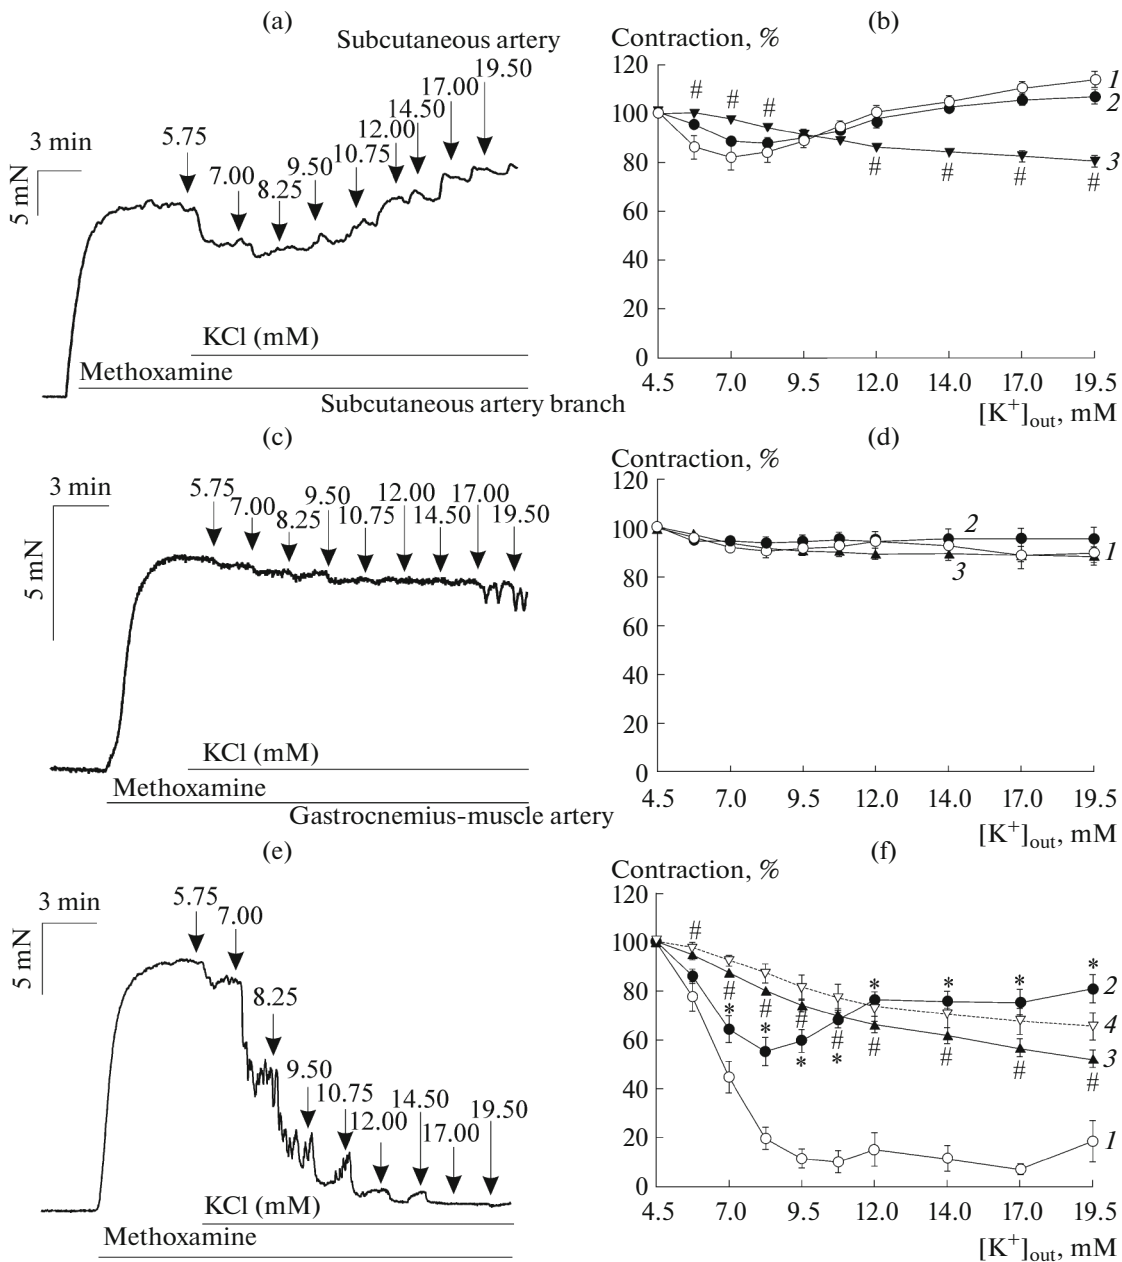 (a)
Subcutaneous artery
19.50
17.00
14.50
12.00
10.75
9.50
8.25
7.00
5.75
3 min
5 mN
KCl (mM)
Methoxamine
(b)
Contraction, %
120
100
80
60
40
20
0
# # #
# # # #
1
2
3
4.5 7.0 9.5 12.0 14.0 17.0 19.5
[K+]out, mM
Subcutaneous artery branch
(c)
3 min
5 mN
5.75
7.00
8.25
9.50
10.75
12.00
14.50
17.00
19.50
KCl (mM)
Methoxamine
(d)
Contraction, %
120
100
80
60
40
20
0
2
1
3
4.5 7.0 9.5 12.0 14.0 17.0 19.5
[K+]out, mM
Gastrocnemius-muscle artery
(e)
3 min
5 mN
5.75
7.00
8.25
9.50
10.75
12.00
14.50
17.00
19.50
KCl (mM)
Methoxamine
(f)
Contraction, %
120
100
80
60
40
20
0
#
* * * *
# # # # # # # # 
* * * *
2
4
3
1
4.5 7.0 9.5 12.0 14.0 17.0 19.5
[K+]out, mM